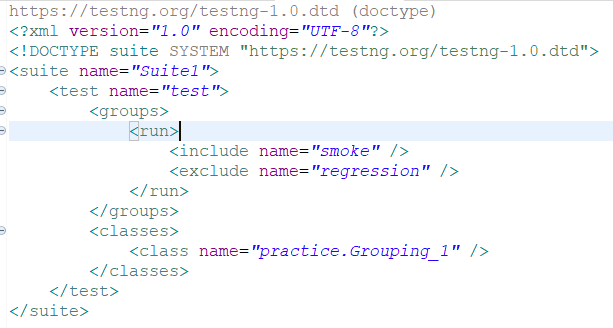 https://testng.org/testng-1.0.dtd (doctype)
<?xml version="1.0" encoding="UTF-8"?>
<!DOCTYPE suite SYSTEM "https://testng.org/testng-1.0.dtd">
<suite name="Suite1">
    <test name="test">
        <groups>
            <run>
                <include name="smoke" />
                <exclude name="regression" />
            </run>
        </groups>
        <classes>
            <class name="practice.Grouping_1" />
        </classes>
    </test>
</suite>